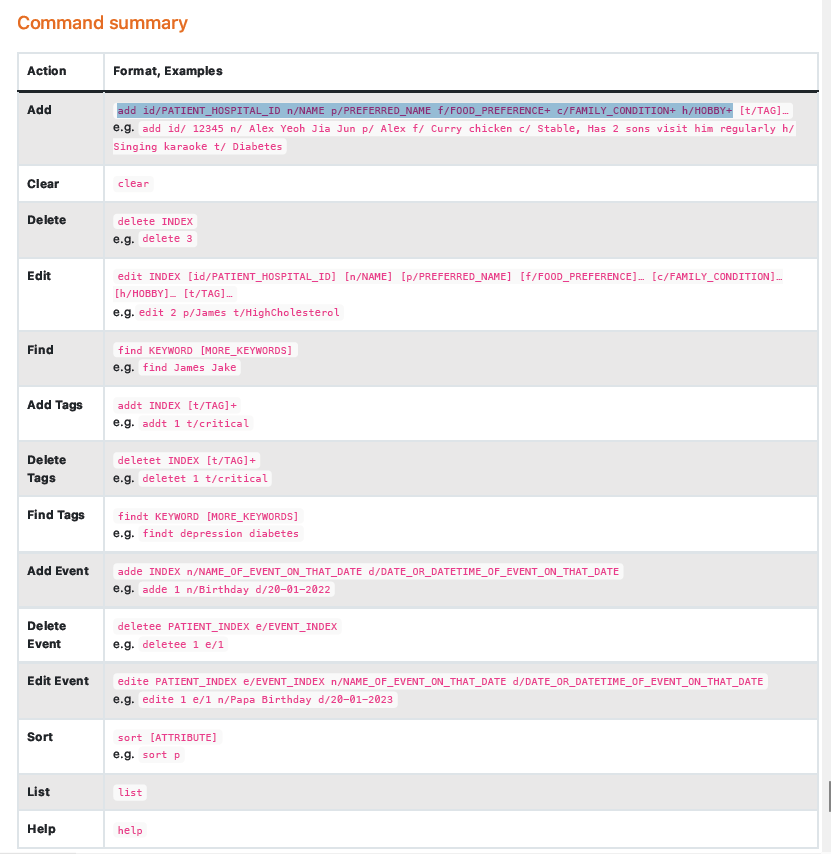 Command summary
Action Format, Examples
Add add id/PATIENT_HOSPITAL_ID n/NAME p/PREFERRED_NAME f/FOOD_PREFERENCE+ c/FAMILY_CONDITION+ h/HOBBY+ [t/TAG]…
e.g. add id/ 12345 n/ Alex Yeoh Jia Jun p/ Alex f/ Curry chicken c/ Stable, Has 2 sons visit him regularly h/
Singing karaoke t/ Diabetes
Clear clear
Delete delete INDEX
e.g. delete 3
Edit edit INDEX [id/PATIENT_HOSPITAL_ID] [n/NAME] [p/PREFERRED_NAME] [f/FOOD_PREFERENCE]… [c/FAMILY_CONDITION]…
[h/HOBBY]… [t/TAG]…
e.g. edit 2 p/James t/HighCholesterol
Find find KEYWORD [MORE_KEYWORDS]
e.g. find James Jake
Add Tags addt INDEX [t/TAG]+
e.g. addt 1 t/critical
Delete deletet INDEX [t/TAG]+
Tags e.g. deletet 1 t/critical
Find Tags findt KEYWORD [MORE_KEYWORDS]
e.g. findt depression diabetes
Add Event adde INDEX n/NAME_OF_EVENT_ON_THAT_DATE d/DATE_OR_DATETIME_OF_EVENT_ON_THAT_DATE
e.g. adde 1 n/Birthday d/20-01-2022
Delete deletee PATIENT_INDEX e/EVENT_INDEX
Event e.g. deletee 1 e/1
Edit Event edite PATIENT_INDEX e/EVENT_INDEX n/NAME_OF_EVENT_ON_THAT_DATE d/DATE_OR_DATETIME_OF_EVENT_ON_THAT_DATE
e.g. edite 1 e/1 n/Papa Birthday d/20-01-2023
Sort sort [ATTRIBUTE]
e.g. sort p
List list
Help help